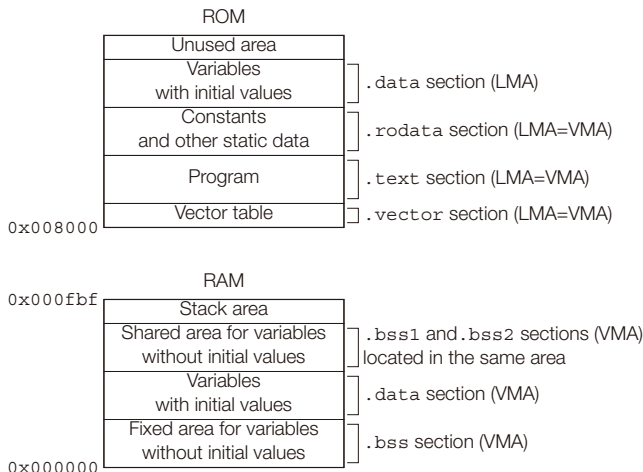 ROM
Unused area
Variables
with initial values
.data section (LMA)
Constants
and other static data
.rodata section (LMA=VMA)
Program
.text section (LMA=VMA)
Vector table
.vector section (LMA=VMA)
0x008000
RAM
0x000fbf
Stack area
Shared area for variables
without initial values
.bss1 and .bss2 sections (VMA)
located in the same area
Variables
with initial values
.data section (VMA)
Fixed area for variables
without initial values
.bss section (VMA)
0x000000